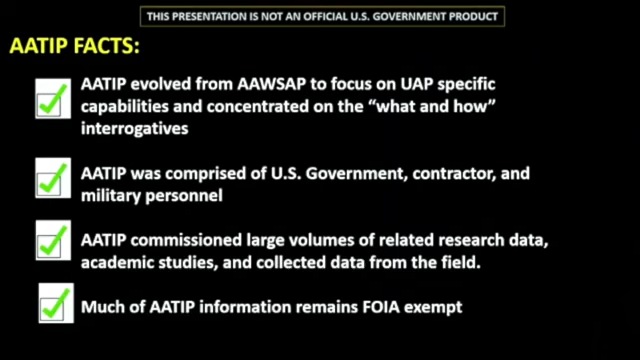 THIS PRESENTATION IS NOT AN OFFICIAL U.S. GOVERNMENT PRODUCT
AATIP FACTS:
AATIP evolved from AAWSAP to focus on UAP specific
capabilities and concentrated on the “what and how”
interrogatives
AATIP was comprised of U.S. Government, contractor, and
military personnel
AATIP commissioned large volumes of related research data,
academic studies, and collected data from the field.
Much of AATIP information remains FOIA exempt